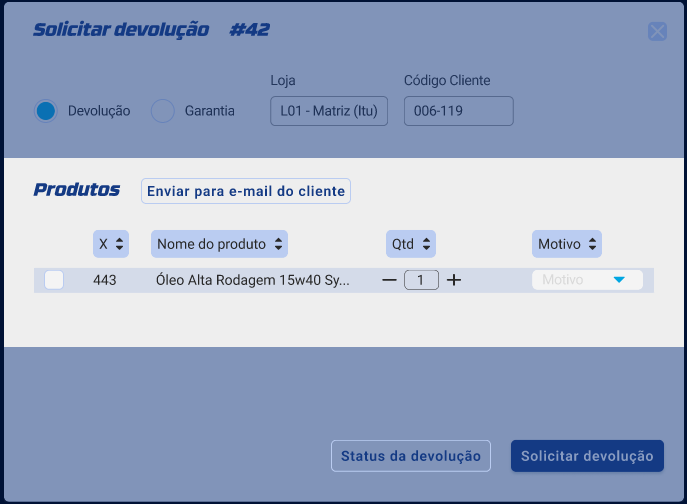 Solicitar devolução #42
Loja
Código Cliente
Devolução
Garantia
L01 - Matriz (Itu)
006-119
Produtos
Enviar para e-mail do cliente
X
Nome do produto
Qtd
Motivo
443
Óleo Alta Rodagem 15w40 Sy...
1
Motivo
Status da devolução
Solicitar devolução